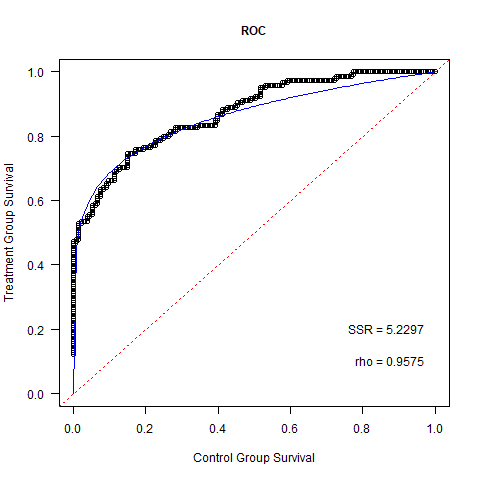 ROC
Treatment Group Survival
1.0
0.8
0.6
0.4
0.2
0.0
SSR = 5.2297
rho = 0.9575
0.0 0.2 0.4 0.6 0.8 1.0
Control Group Survival